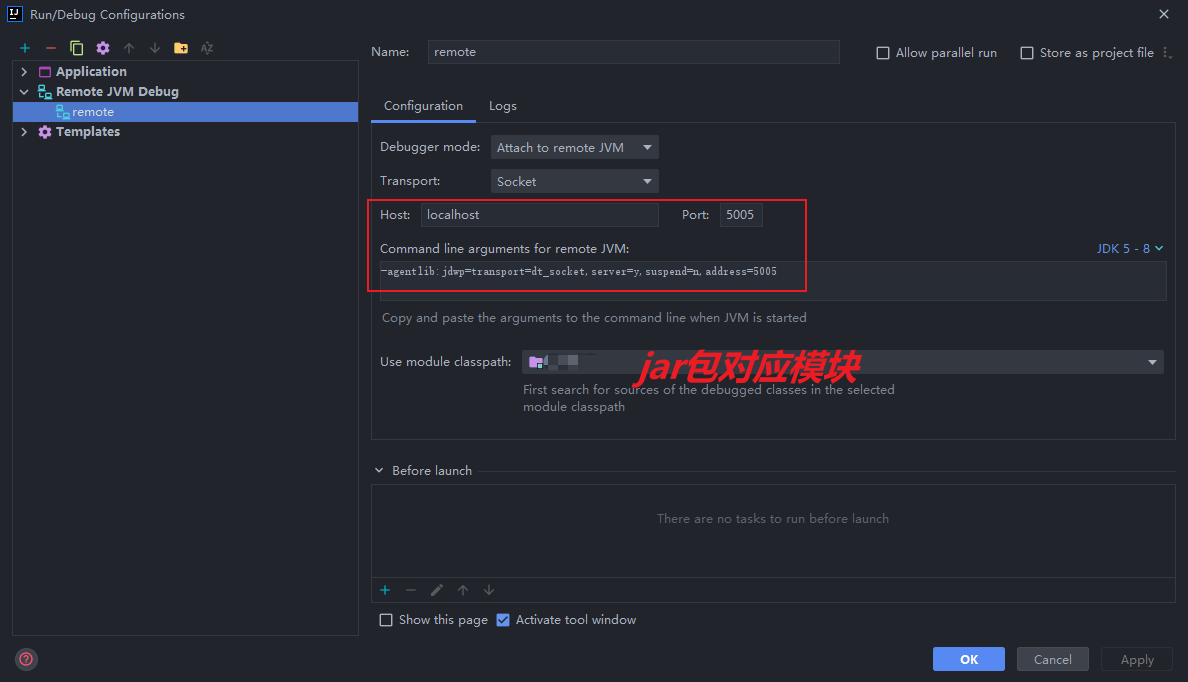 Run/Debug Configurations
Name: remote
Allow parallel run
Store as project file
Application
Remote JVM Debug
remote
Templates
Configuration
Logs
Debugger mode: Attach to remote JVM
Transport: Socket
Host: localhost
Port: 5005
Command line arguments for remote JVM:
JDK 5 - 8
-agentlib:jdwp=transport=dt_socket,server=y,suspend=n,address=5005
Copy and paste the arguments to the command line when JVM is started
Use module classpath:
jar包对应模块
First search for sources of the debugged classes in the selected
module classpath
Before launch
There are no tasks to run before launch
Show this page
Activate tool window
OK
Cancel
Apply